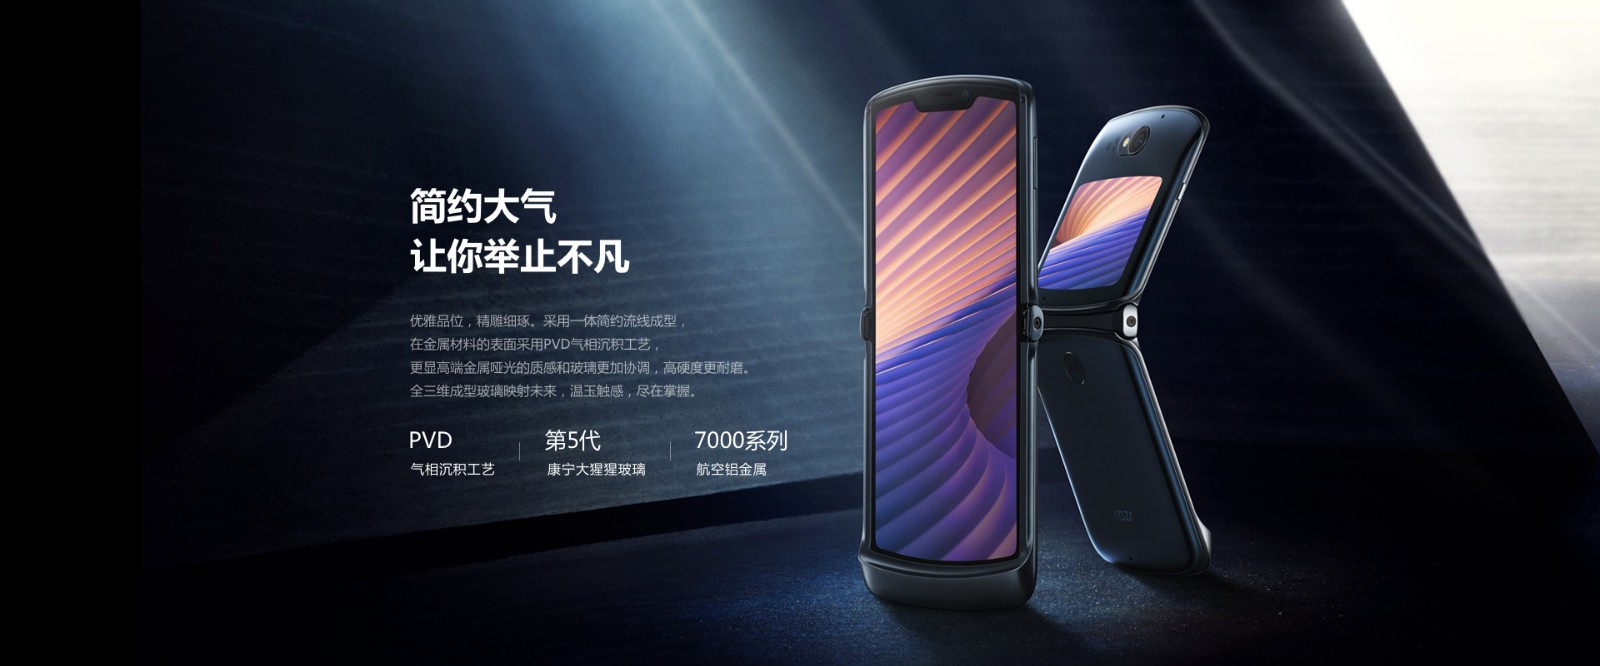 简约大气
让你举止不凡
优雅品位，精雕细琢。采用一体简约流线成型，
在金属材料的表面采用PVD气相沉积工艺，
更显高端金属哑光的质感和玻璃更加协调，高硬度更耐磨。
全三维成型玻璃映射未来，温玉触感，尽在掌握。
PVD
气相沉积工艺
第5代
康宁大猩猩玻璃
7000系列
航空铝金属
razr